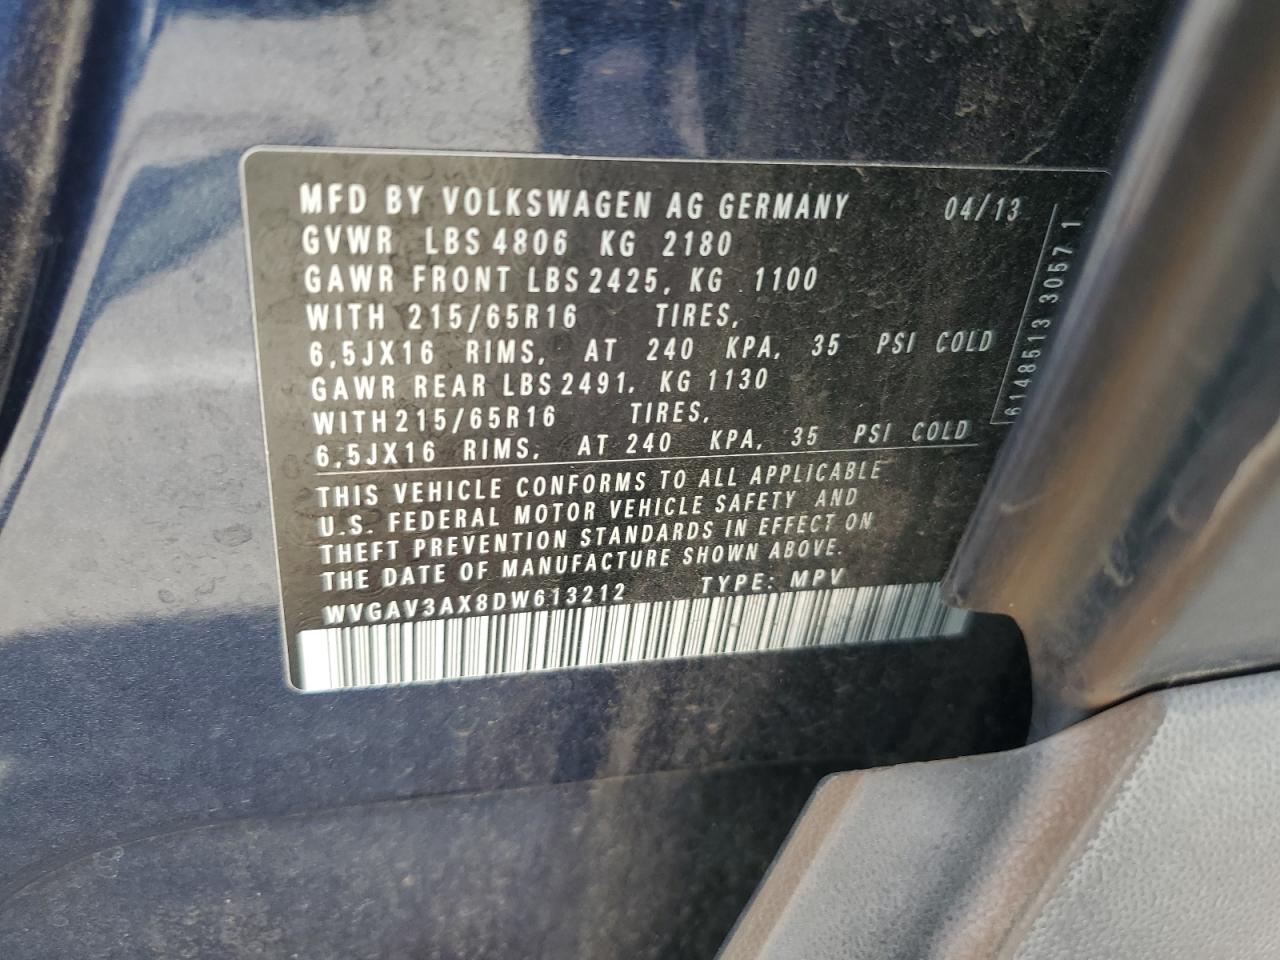 MFD BY VOLKSWAGEN AG GERMANY 04/13
GVWR LBS 4806 KG 2180
GAWR FRONT LBS 2425, KG 1100
WITH 215/65R16 TIRES,
6,5JX16 RIMS, AT 240 KPA, 35 PSI COLD
GAWR REAR LBS 2491, KG 1130
WITH 215/65R16 TIRES,
6,5JX16 RIMS, AT 240 KPA, 35 PSI COLD
THIS VEHICLE CONFORMS TO ALL APPLICABLE
U.S. FEDERAL MOTOR VEHICLE SAFETY AND
THEFT PREVENTION STANDARDS IN EFFECT ON
THE DATE OF MANUFACTURE SHOWN ABOVE.
WVGAV3AX8DW613212 TYPE: MPV
6148513 30571